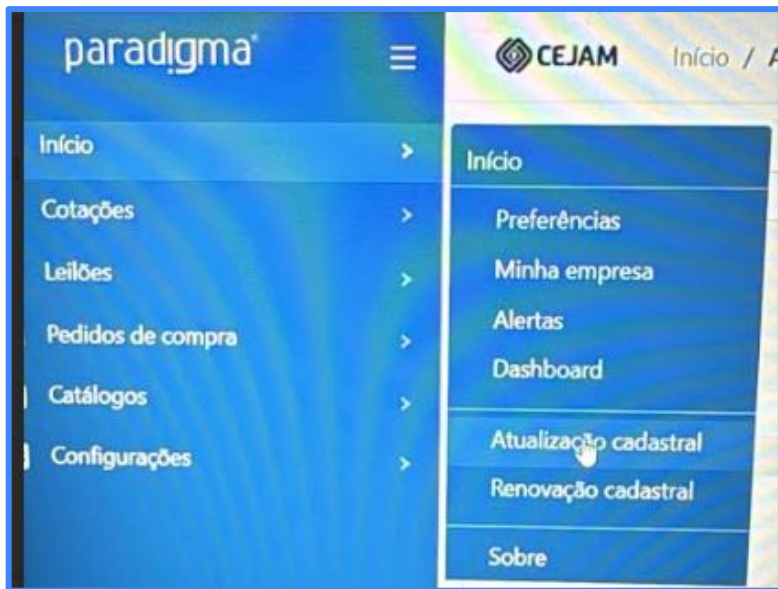 paradigma
CEJAM
Início /
Início
Cotações
Leilões
Pedidos de compra
Catálogos
Configurações
Início
Preferências
Minha empresa
Alertas
Dashboard
Atualização cadastral
Renovação cadastral
Sobre